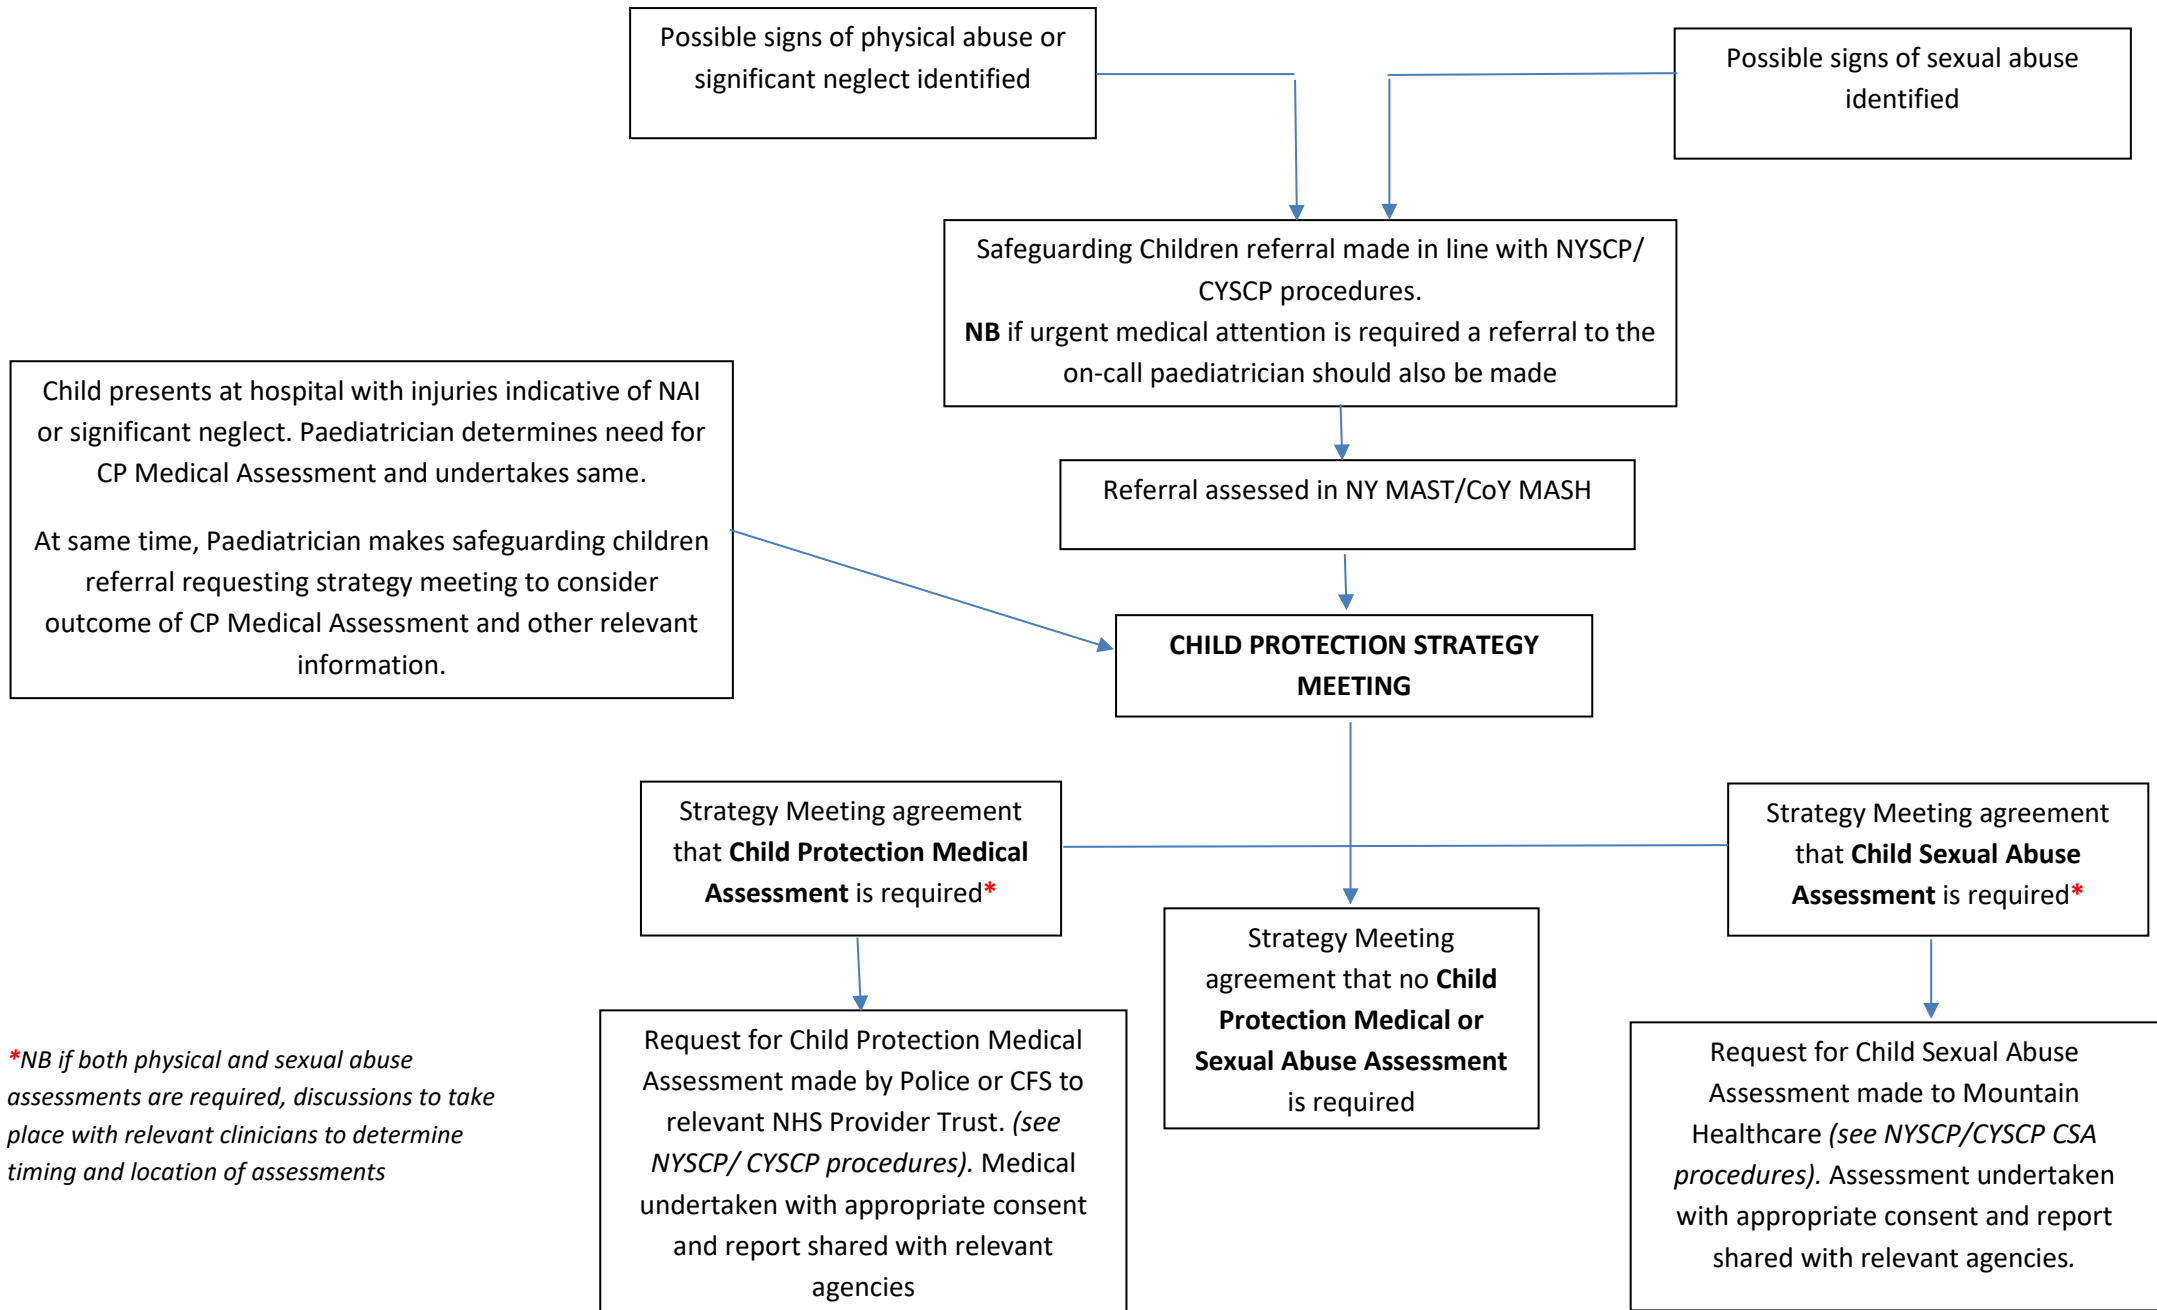 Possible signs of physical abuse or
significant neglect identified
Possible signs of sexual abuse
identified
Safeguarding Children referral made in line with NYSCP/
CYSCP procedures.
NB if urgent medical attention is required a referral to the
on-call paediatrician should also be made
Child presents at hospital with injuries indicative of NAI
or significant neglect. Paediatrician determines need for
CP Medical Assessment and undertakes same.
At same time, Paediatrician makes safeguarding children
referral requesting strategy meeting to consider
outcome of CP Medical Assessment and other relevant
information.
Referral assessed in NY MAST/CoY MASH
CHILD PROTECTION STRATEGY
MEETING
Strategy Meeting agreement
that Child Protection Medical
Assessment is required*
Strategy Meeting
agreement that no Child
Protection Medical or
Sexual Abuse Assessment
is required
Strategy Meeting agreement
that Child Sexual Abuse
Assessment is required*
*NB if both physical and sexual abuse
assessments are required, discussions to take
place with relevant clinicians to determine
timing and location of assessments
Request for Child Protection Medical
Assessment made by Police or CFS to
relevant NHS Provider Trust. (see
NYSCP/ CYSCP procedures). Medical
undertaken with appropriate consent
and report shared with relevant
agencies
Request for Child Sexual Abuse
Assessment made to Mountain
Healthcare (see NYSCP/CYSCP CSA
procedures). Assessment undertaken
with appropriate consent and report
shared with relevant agencies.